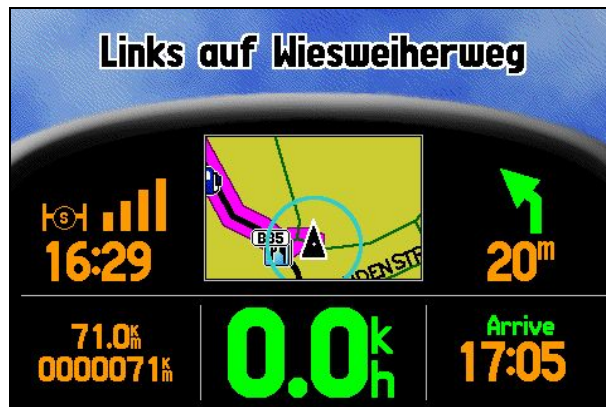 Links auf Wiesweiherweg
S
16:29
B35
DENSTR
20m
71.0km
0000071km
0.0kh
Arrive
17:05